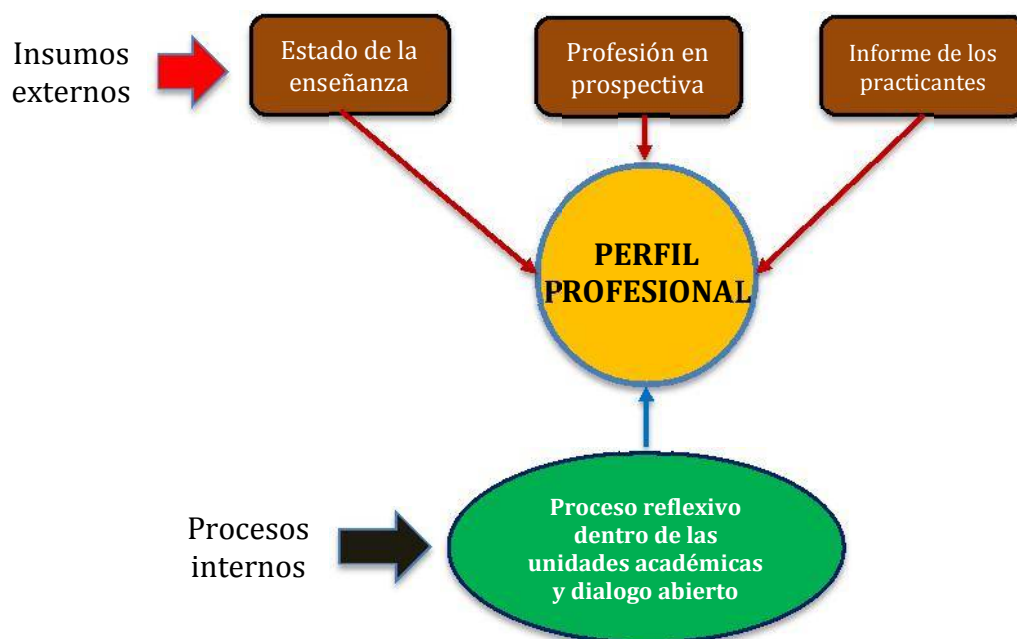 Insumos
externos
Estado de la
enseñanza
Profesión en
prospectiva
Informe de los
practicantes
PERFIL
PROFESIONAL
Procesos
internos
Proceso reflexivo
dentro de las
unidades académicas
y dialogo abierto